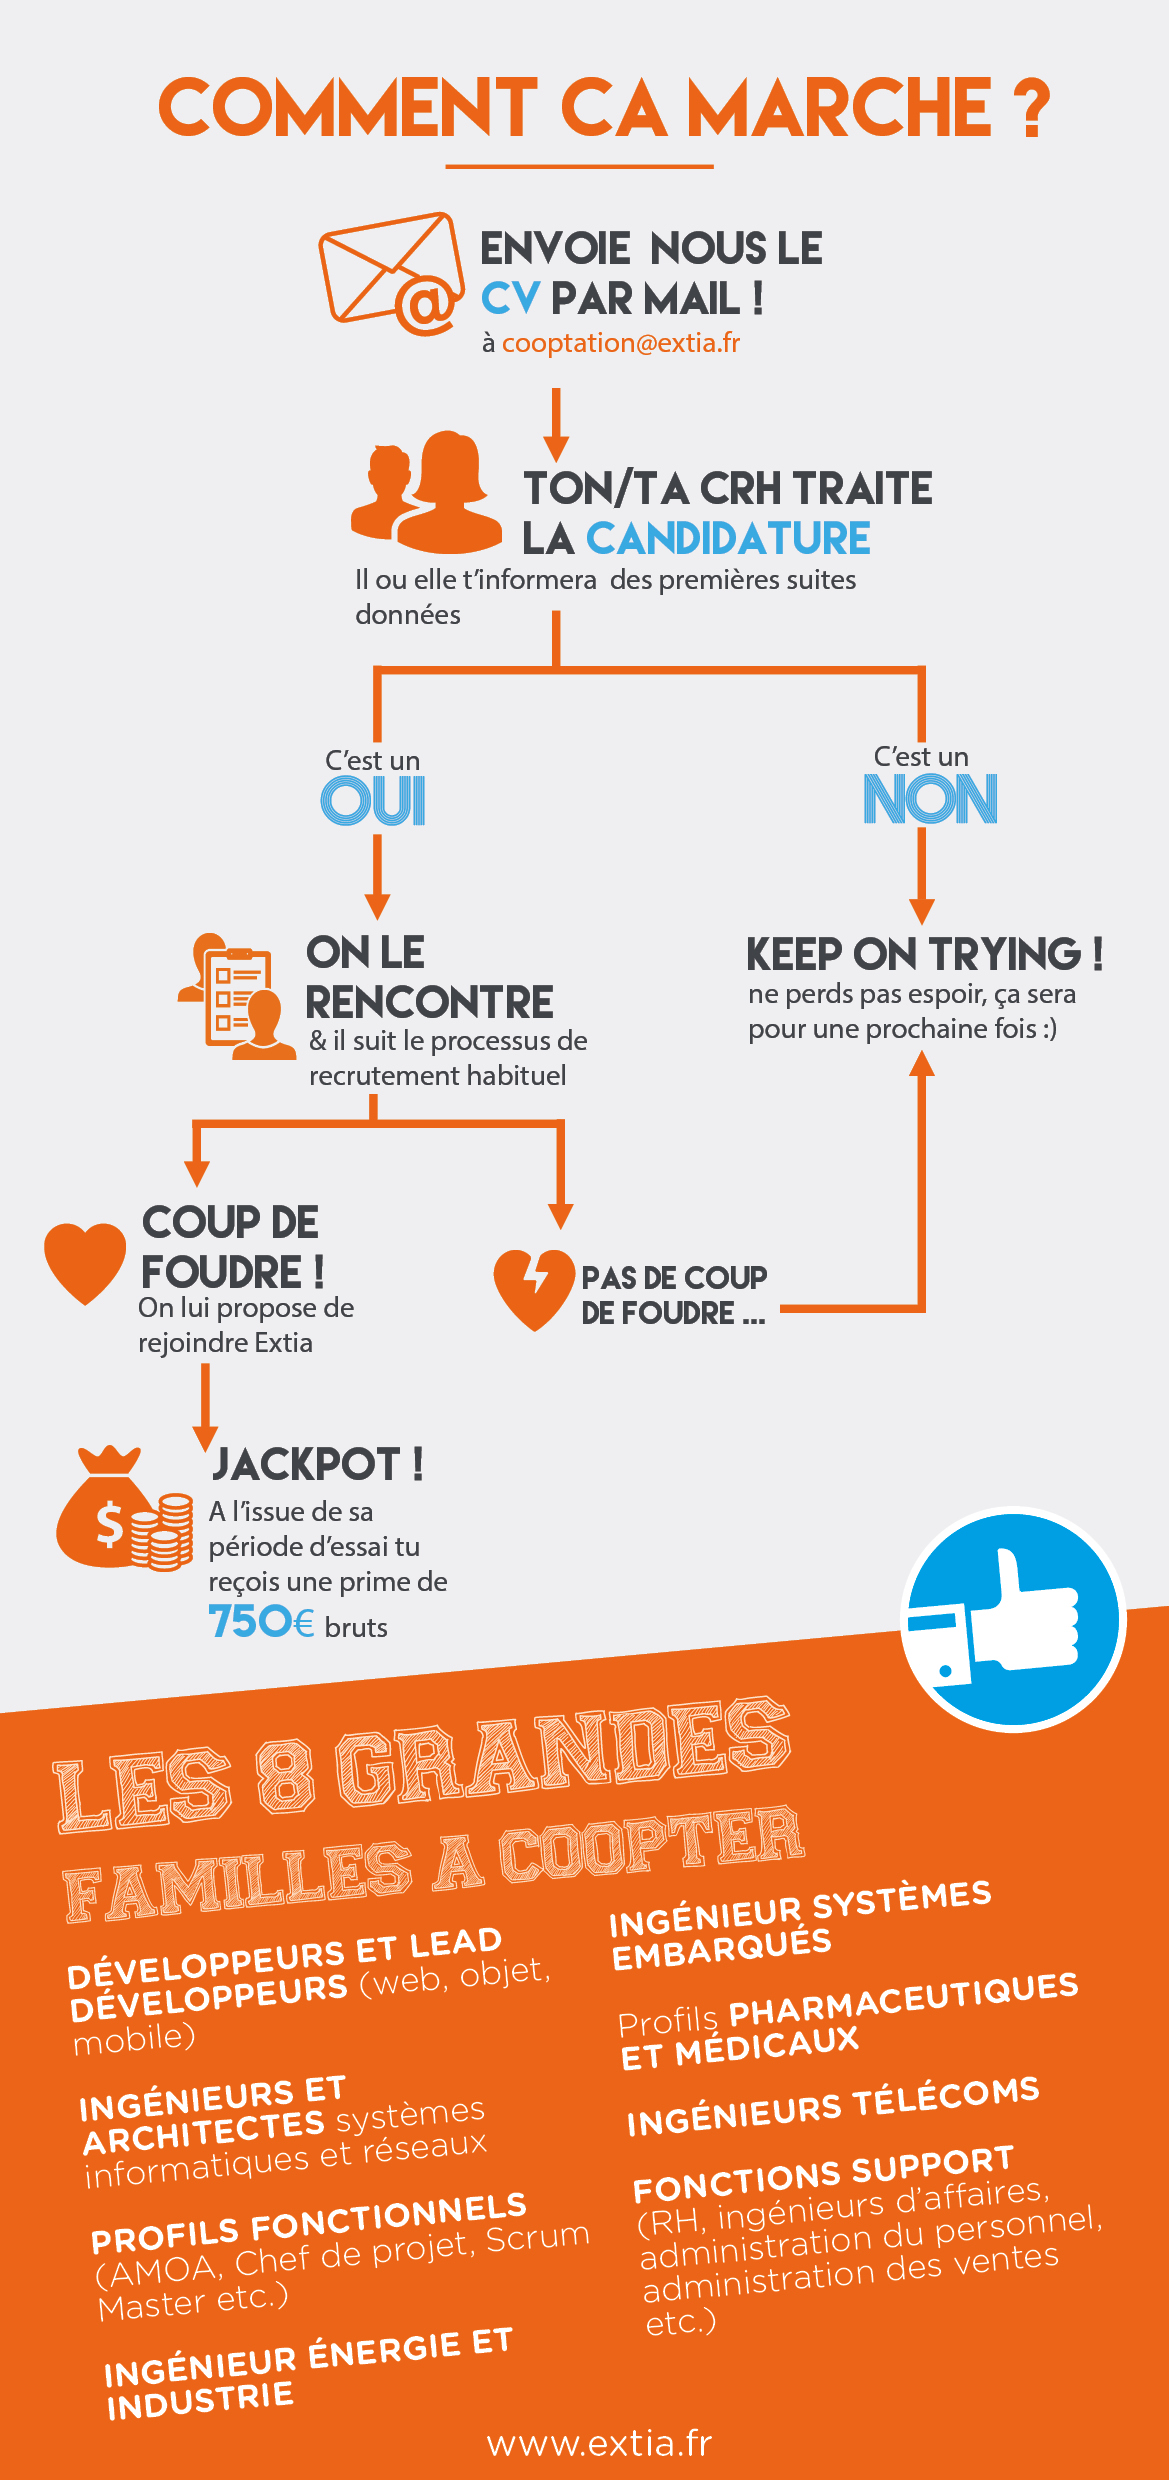 COMMENT CA MARCHE ?
ENVOIE NOUS LE
CV PAR MAIL !
à cooptation@extia.fr
TON/TA CRH TRAITE
LA CANDIDATURE
Il ou elle t’informera des premières suites
données
C’est un
OUI
C’est un
NON
ON LE
RENCONTRE
& il suit le processus de
recrutement habituel
KEEP ON TRYING !
ne perds pas espoir, ça sera
pour une prochaine fois :)
COUP DE
FOUDRE !
On lui propose de
rejoindre Extia
PAS DE COUP
DE FOUDRE ...
JACKPOT !
$
A l’issue de sa
période d’essai tu
reçois une prime de
750€ bruts
LES 8 GRANDES
FAMILLES A COOPTER
DÉVELOPPEURS ET LEAD
DÉVELOPPEURS (web, objet,
mobile)
INGÉNIEURS ET
ARCHITECTES systèmes
informatiques et réseaux
PROFILS FONCTIONNELS
(AMOA, Chef de projet, Scrum
Master etc.)
INGÉNIEUR ÉNERGIE ET
INDUSTRIE
INGÉNIEUR SYSTÈMES
EMBARQUÉS
Profils PHARMACEUTIQUES
ET MÉDICAUX
INGÉNIEURS TÉLÉCOMS
FONCTIONS SUPPORT
(RH, ingénieurs d’affaires,
administration du personnel,
administration des ventes
etc.)
www.extia.fr